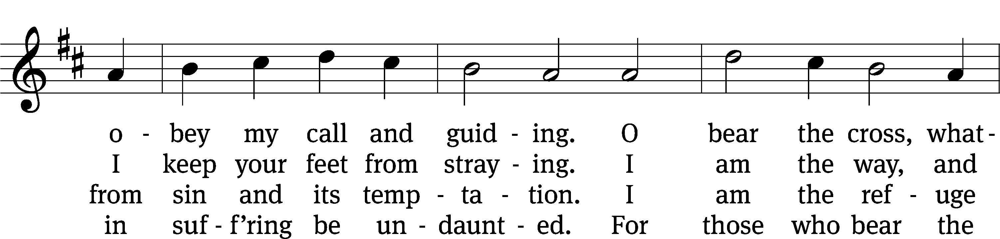 o - bey my call and guid - ing. O bear the cross, what -
I keep your feet from stray - ing. I am the way, and
from sin and its temp - ta - tion. I am the ref - uge
in suf - f’ring be un - daunt - ed. For those who bear the